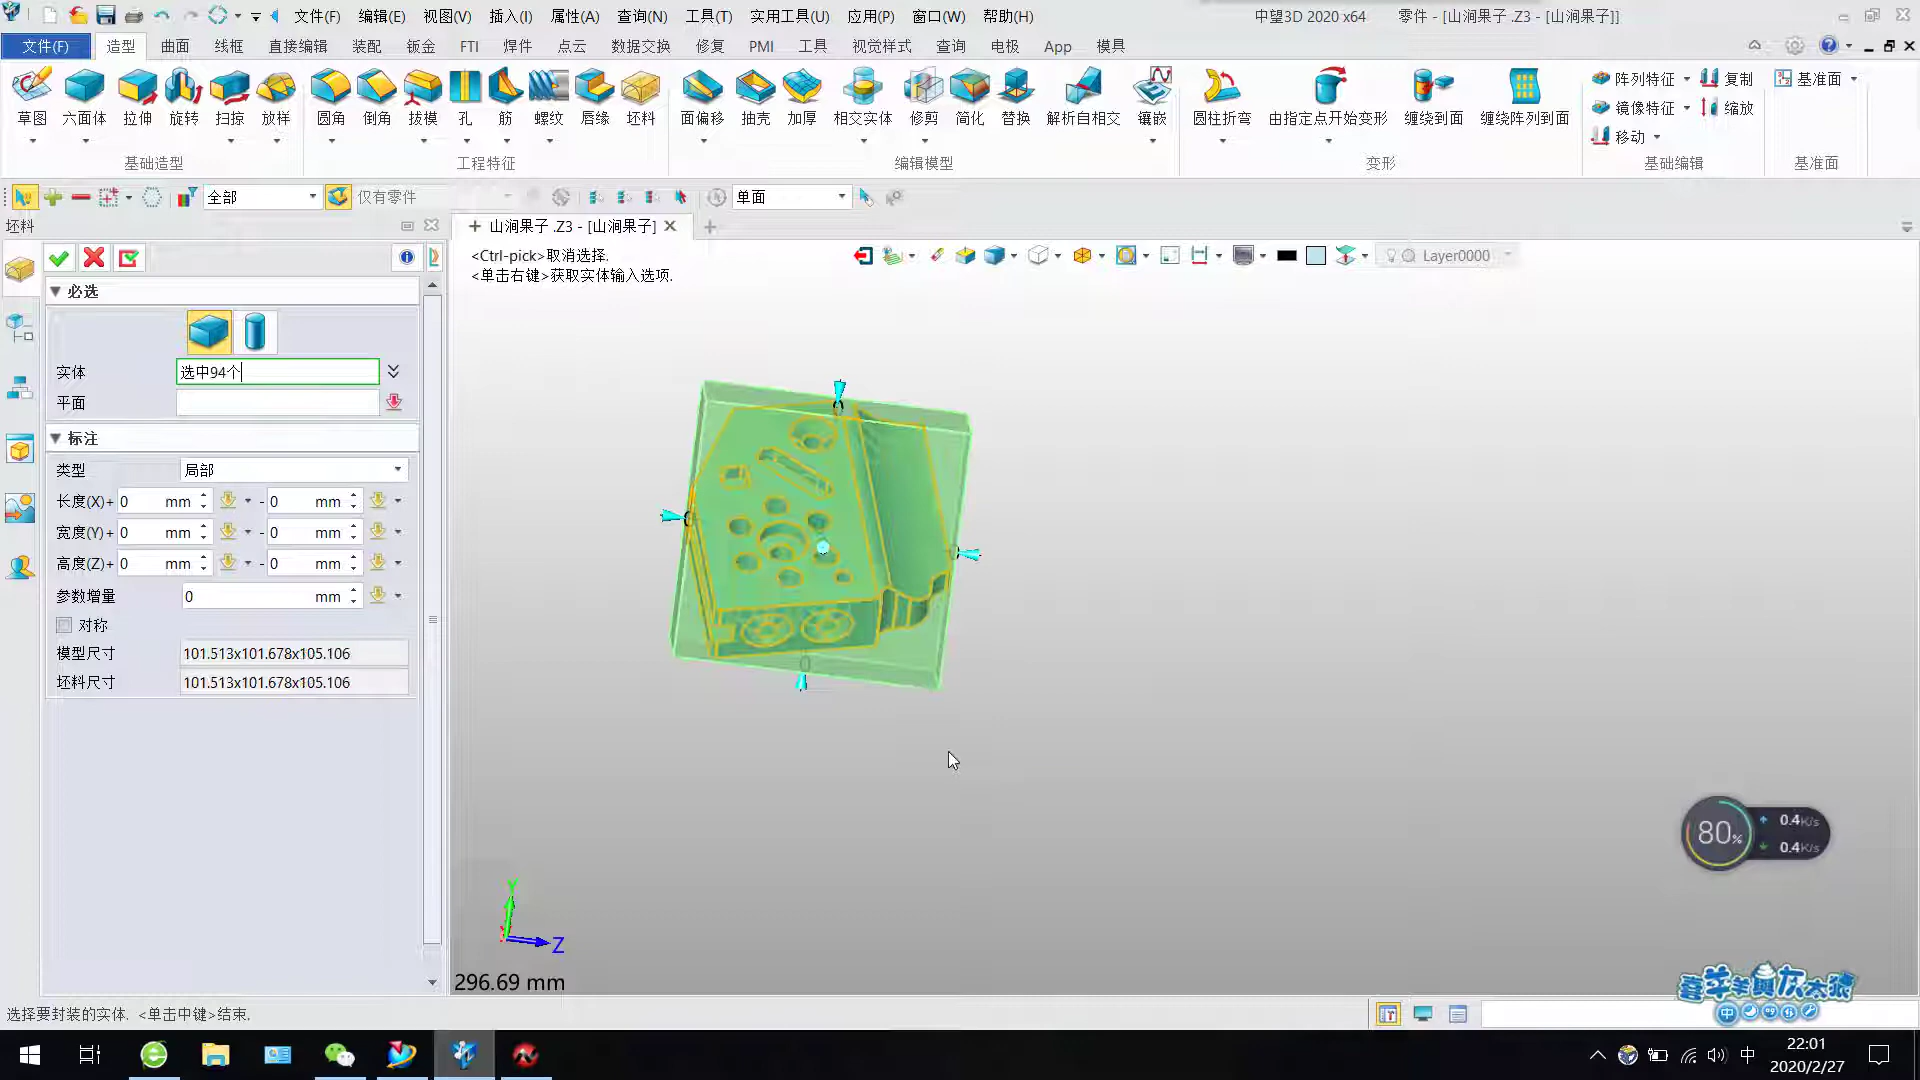 文件(F) 编辑(E) 视图(V) 插入(I) 属性(A) 查询(N) 工具(T) 实用工具(U) 应用(P) 窗口(W) 帮助(H) 中望3D 2020 x64 零件 - [山涧果子 .Z3 - [山涧果子]]
文件(F) 造型 曲面 线框 直接编辑 装配 钣金 FTI 焊件 点云 数据交换 修复 PMI 工具 视觉样式 查询 电极 App 模具
草图 六面体 拉伸 旋转 扫掠 放样 圆角 倒角 拔模 孔 筋 螺纹 唇缘 坯料 面偏移 抽壳 加厚 相交实体 修剪 简化 替换 解析自相交 镶嵌 圆柱折弯 由指定点开始变形 缠绕到面 缠绕阵列到面
阵列特征 复制 基准面
镜像特征 缩放
移动
基础造型 工程特征 编辑模型 变形 基础编辑 基准面
全部 仅有零件 单面
坯料
山涧果子 .Z3 - [山涧果子]
<Ctrl-pick>取消选择.
<单击右键>获取实体输入选项.
Layer0000
必选
实体 选中94个
平面
标注
类型 局部
长度(X)+ 0 mm - 0 mm
宽度(Y)+ 0 mm - 0 mm
高度(Z)+ 0 mm - 0 mm
参数增量 0 mm
对称
模型尺寸 101.513x101.678x105.106
坯料尺寸 101.513x101.678x105.106
80% 0.4K/s
0.4K/s
Y
Z
296.69 mm
喜羊羊与灰太狼
中
选择要封装的实体. <单击中键>结束.
中
22:01
2020/2/27